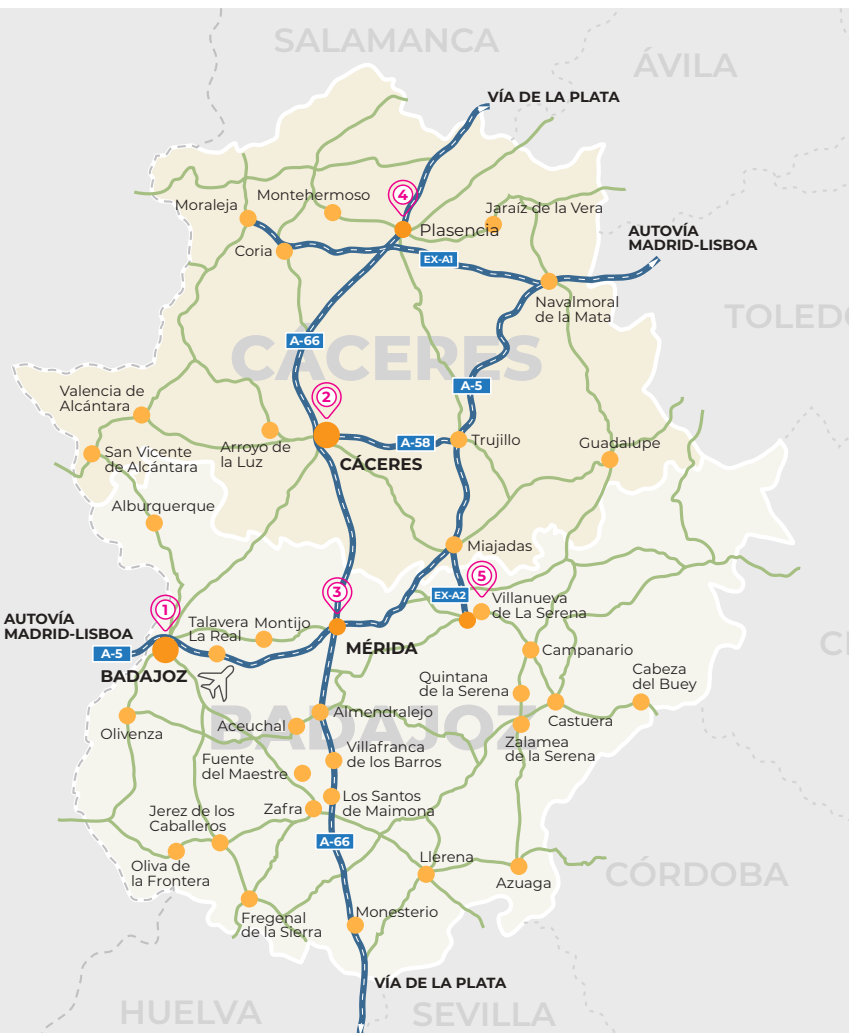 SALAMANCA
ÁVILA
VÍA DE LA PLATA
4
Montehermoso
Moraleja
Jaraíz de la Vera
Plasencia
AUTOVÍA
MADRID-LISBOA
Coria
EX-A1
Navalmoral
de la Mata
TOLEDO
A-66
CÁCERES
A-5
Valencia de
Alcántara
2
Arroyo de
la Luz
A-58
Trujillo
Guadalupe
San Vicente
de Alcántara
CÁCERES
Alburquerque
Miajadas
5
3
EX-A2
Villanueva
de La Serena
1
AUTOVÍA
MADRID-LISBOA
Talavera
La Real
Montijo
MÉRIDA
A-5
BADAJOZ
Campanario
Quintana
de la Serena
Cabeza
del Buey
Olivenza
Aceuchal
Almendralejo
BADAJOZ
Castuera
Zalamea
de la Serena
Fuente
del Maestre
Villafranca
de los Barros
Jerez de los
Caballeros
Zafra
Los Santos
de Maimona
A-66
Oliva de
la Frontera
Llerena
Azuaga
CÓRDOBA
Fregenal
de la Sierra
Monesterio
VÍA DE LA PLATA
HUELVA
SEVILLA